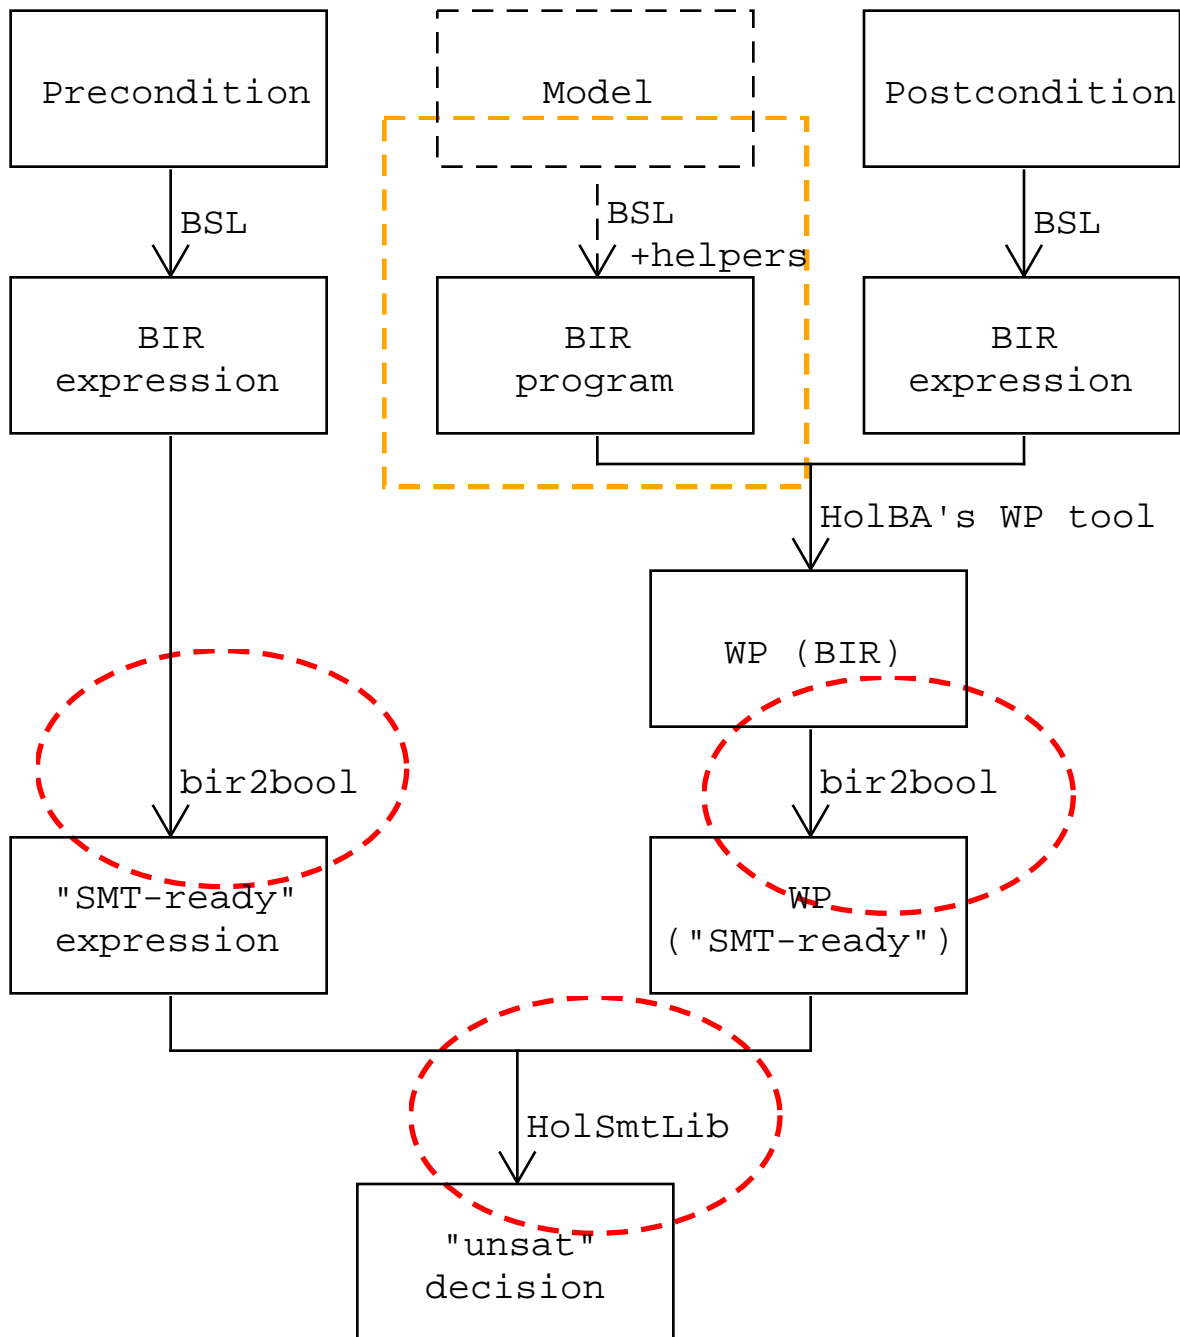 Precondition
Model
Postcondition
BSL
BSL
+helpers
BSL
BIR
expression
BIR
program
BIR
expression
HolBA's WP tool
WP (BIR)
bir2bool
bir2bool
"SMT-ready"
expression
WP
("SMT-ready")
HolSmtLib
"unsat"
decision